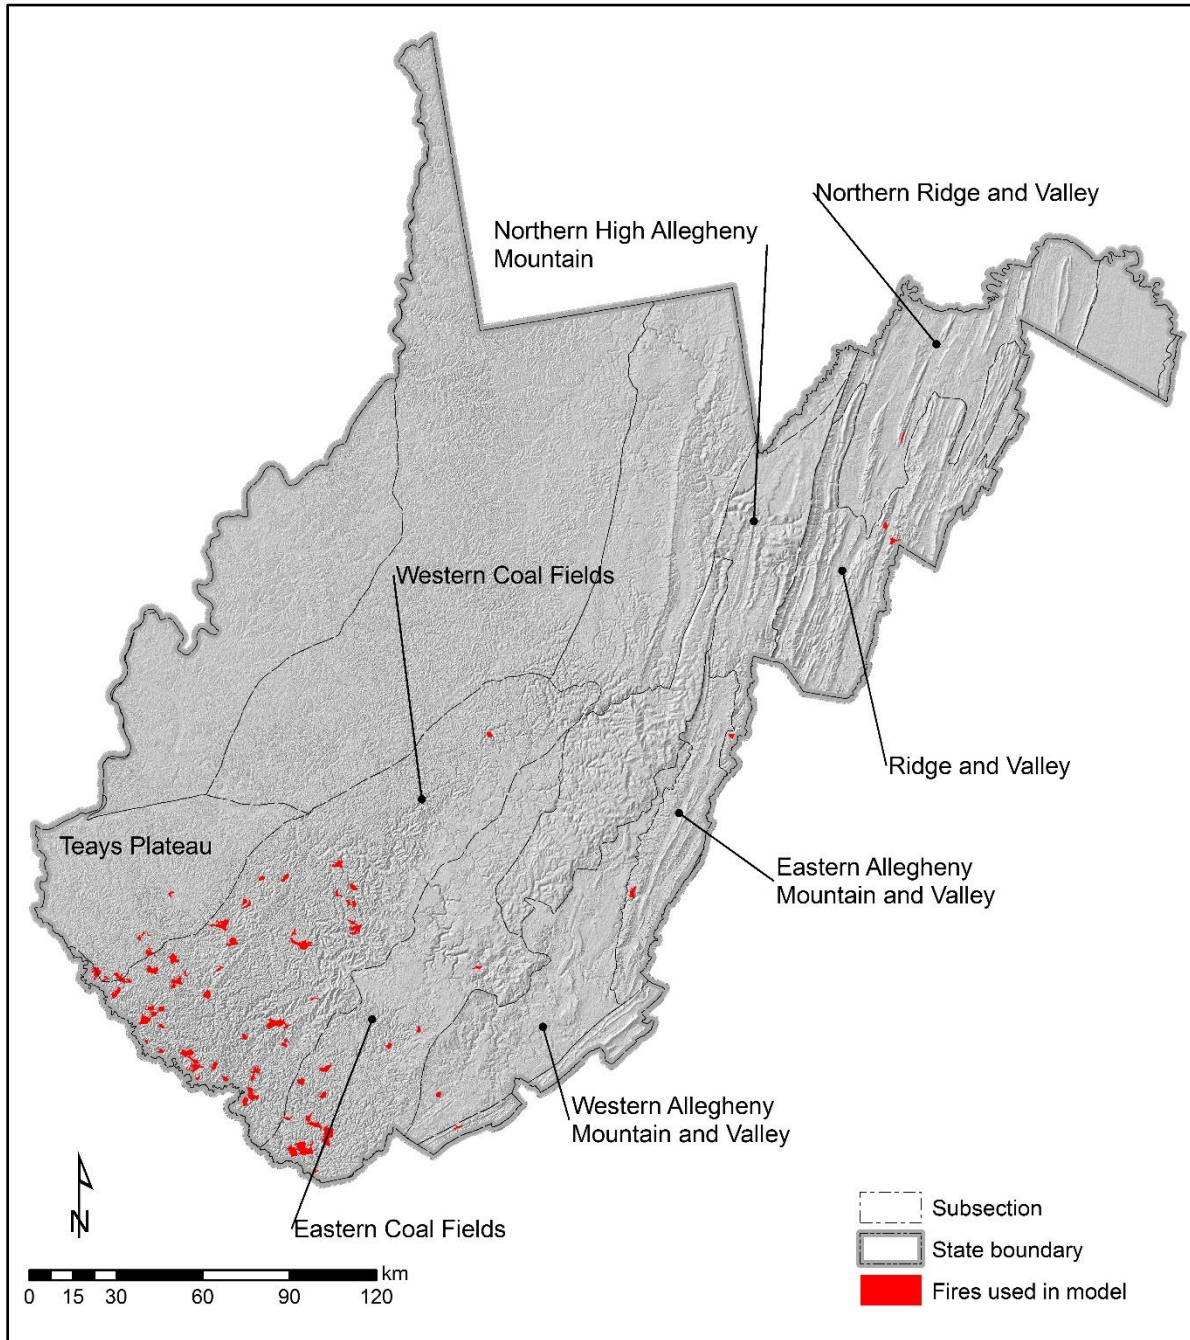 Northern Ridge and Valley
Northern High Allegheny
Mountain
Western Coal Fields
Ridge and Valley
Teays Plateau
Eastern Allegheny
Mountain and Valley
Western Allegheny
Mountain and Valley
Eastern Coal Fields
N
km
0 15 30 60 90 120
Subsection
State boundary
Fires used in model